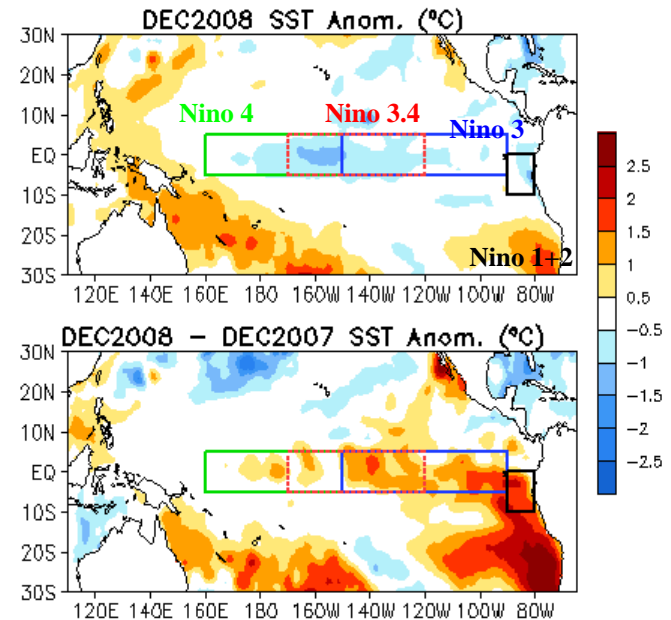 DEC2008 SST Anom. (ºC)
30N
20N
10N
EQ
10S
20S
30S
Nino 4
Nino 3.4
Nino 3
Nino 1+2
120E 140E 160E 180 160W 140W 120W 100W 80W
DEC2008 – DEC2007 SST Anom. (ºC)
30N
20N
10N
EQ
10S
20S
30S
120E 140E 160E 180 160W 140W 120W 100W 80W
2.5
2
1.5
1
0.5
−0.5
−1
−1.5
−2
−2.5